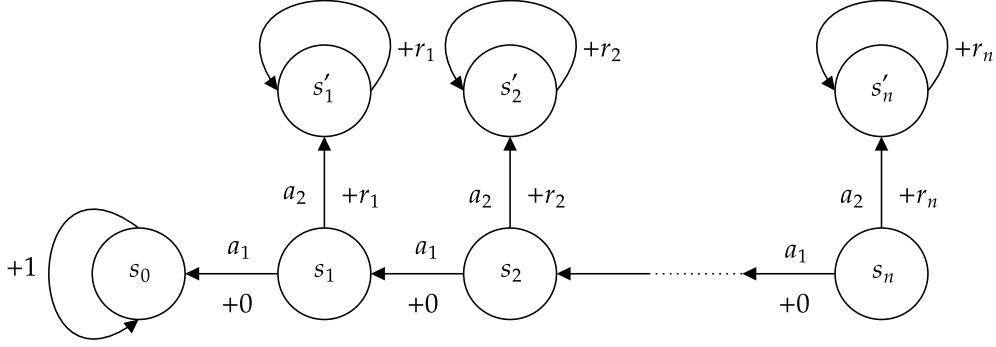 +r₁ +r₂ +rₙ
s′₁ s′₂ s′ₙ
a₂ +r₁ a₂ +r₂ a₂ +rₙ
a₁ a₁ a₁
+1 s₀ s₁ s₂ sₙ
+0 +0 +0